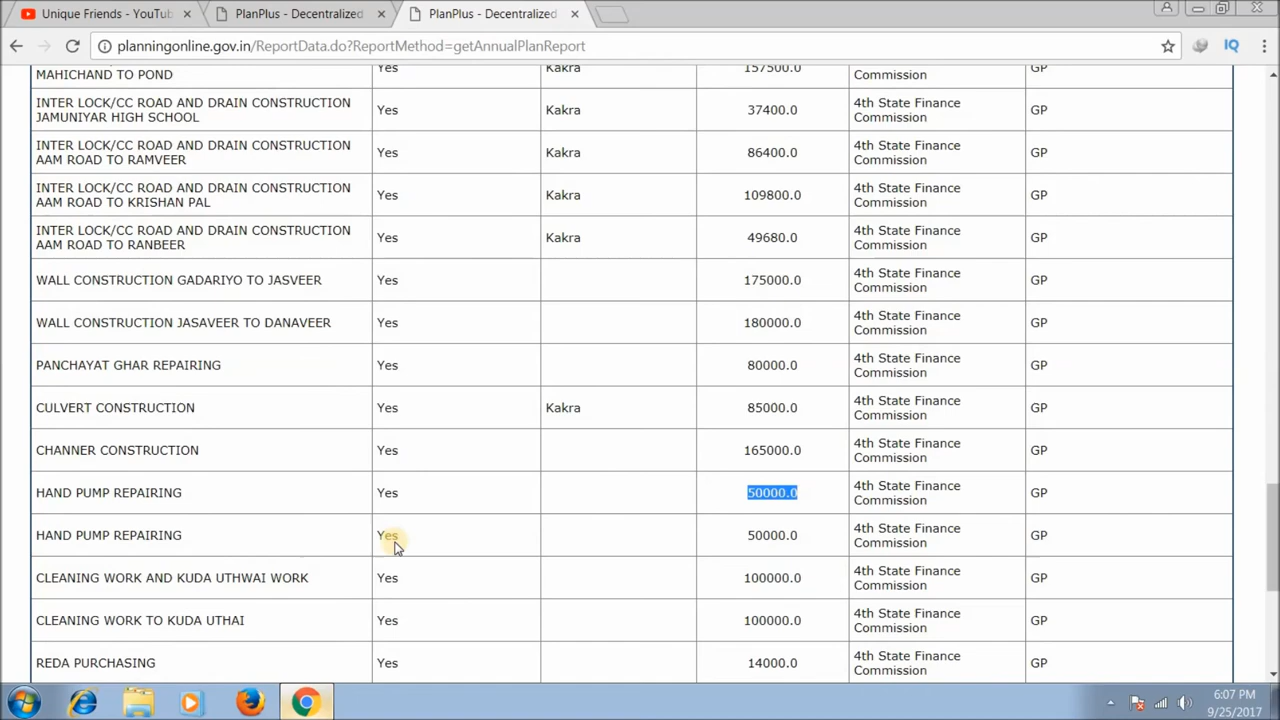 Unique Friends - YouTub
PlanPlus - Decentralized
PlanPlus - Decentralized
planningonline.gov.in/ReportData.do?ReportMethod=getAnnualPlanReport
IQ
MAHICHAND TO POND Yes Kakra 157500.0 Commission GP
INTER LOCK/CC ROAD AND DRAIN CONSTRUCTION
JAMUNIYAR HIGH SCHOOL
Yes
Kakra
37400.0
4th State Finance
Commission
GP
INTER LOCK/CC ROAD AND DRAIN CONSTRUCTION
AAM ROAD TO RAMVEER
Yes
Kakra
86400.0
4th State Finance
Commission
GP
INTER LOCK/CC ROAD AND DRAIN CONSTRUCTION
AAM ROAD TO KRISHAN PAL
Yes
Kakra
109800.0
4th State Finance
Commission
GP
INTER LOCK/CC ROAD AND DRAIN CONSTRUCTION
AAM ROAD TO RANBEER
Yes
Kakra
49680.0
4th State Finance
Commission
GP
WALL CONSTRUCTION GADARIYO TO JASVEER
Yes
175000.0
4th State Finance
Commission
GP
WALL CONSTRUCTION JASAVEER TO DANAVEER
Yes
180000.0
4th State Finance
Commission
GP
PANCHAYAT GHAR REPAIRING
Yes
80000.0
4th State Finance
Commission
GP
CULVERT CONSTRUCTION
Yes
Kakra
85000.0
4th State Finance
Commission
GP
CHANNER CONSTRUCTION
Yes
165000.0
4th State Finance
Commission
GP
HAND PUMP REPAIRING
Yes
50000.0
4th State Finance
Commission
GP
HAND PUMP REPAIRING
Yes
50000.0
4th State Finance
Commission
GP
CLEANING WORK AND KUDA UTHWAI WORK
Yes
100000.0
4th State Finance
Commission
GP
CLEANING WORK TO KUDA UTHAI
Yes
100000.0
4th State Finance
Commission
GP
REDA PURCHASING
Yes
14000.0
4th State Finance
Commission
GP
6:07 PM
9/25/2017